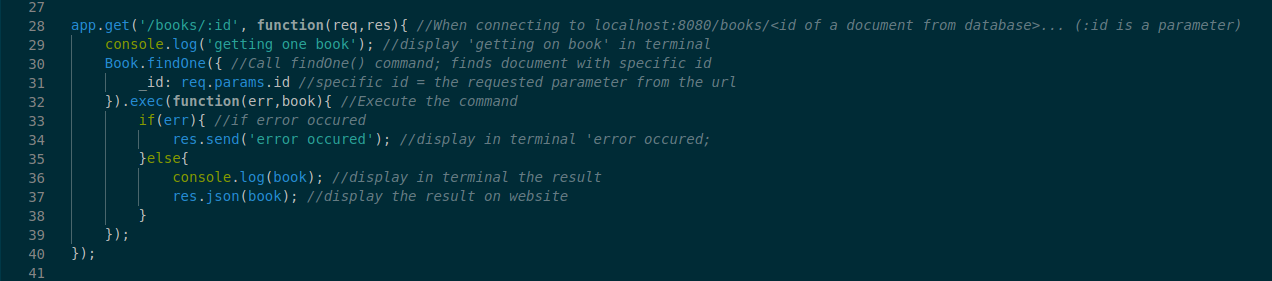 27
28 app.get('/books/:id', function(req,res){ //When connecting to localhost:8080/books/<id of a document from database>... (:id is a parameter)
29     console.log('getting one book'); //display 'getting on book' in terminal
30     Book.findOne({ //Call findOne() command; finds document with specific id
31         _id: req.params.id //specific id = the requested parameter from the url
32     }).exec(function(err,book){ //Execute the command
33         if(err){ //if error occured
34             res.send('error occured'); //display in terminal 'error occured;
35         }else{
36             console.log(book); //display in terminal the result
37             res.json(book); //display the result on website
38         }
39     });
40 });
41